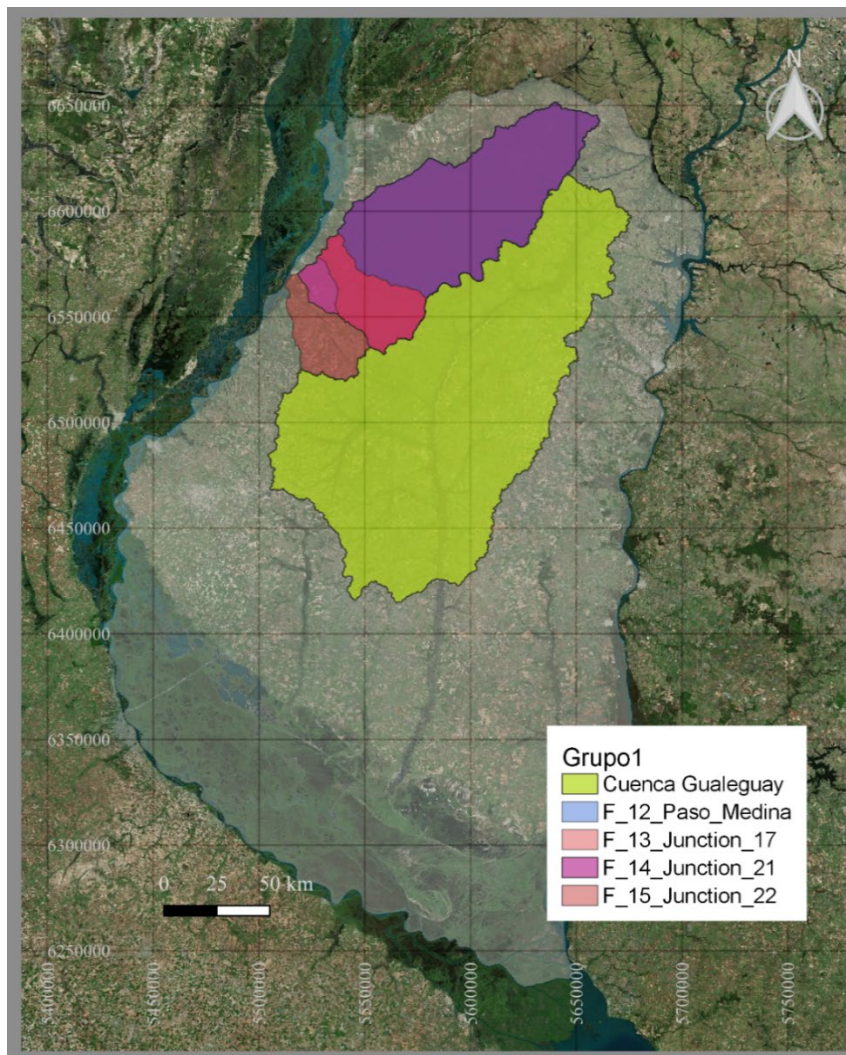 N
6650000
6600000
6550000
6500000
6450000
6400000
6350000
6300000
6250000
Grupo1
Cuenca Gualeguay
F_12_Paso_Medina
F_13_Junction_17
F_14_Junction_21
F_15_Junction_22
0 25 50 km
5400000
5450000
5500000
5550000
5600000
5650000
5700000
5750000